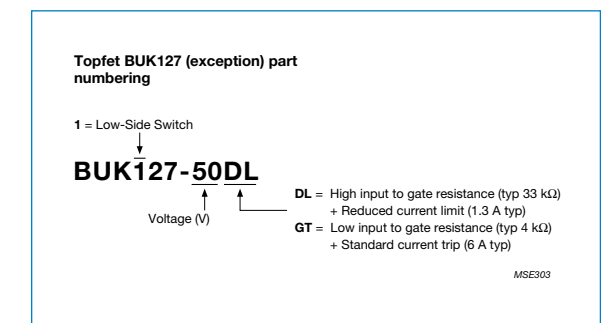 Topfet BUK127 (exception) part
numbering
1 = Low-Side Switch
BUK127-50DL
Voltage (V)
DL = High input to gate resistance (typ 33 kΩ)
+ Reduced current limit (1.3 A typ)
GT = Low input to gate resistance (typ 4 kΩ)
+ Standard current trip (6 A typ)
MSE303